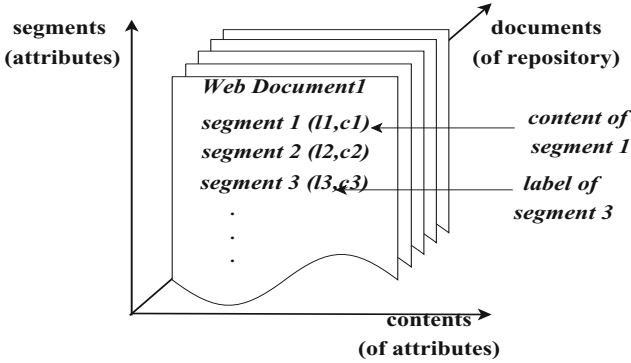 segments
(attributes)
documents
(of repository)
Web Document1
segment 1 (l1,c1)
segment 2 (l2,c2)
segment 3 (l3,c3)
.
.
.
content of
segment 1
label of
segment 3
contents
(of attributes)